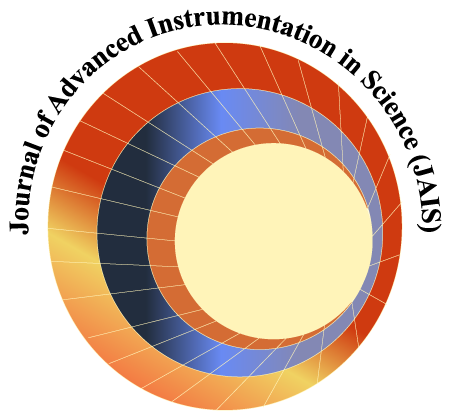 Journal of Advanced Instrumentation in Science (JAIS)